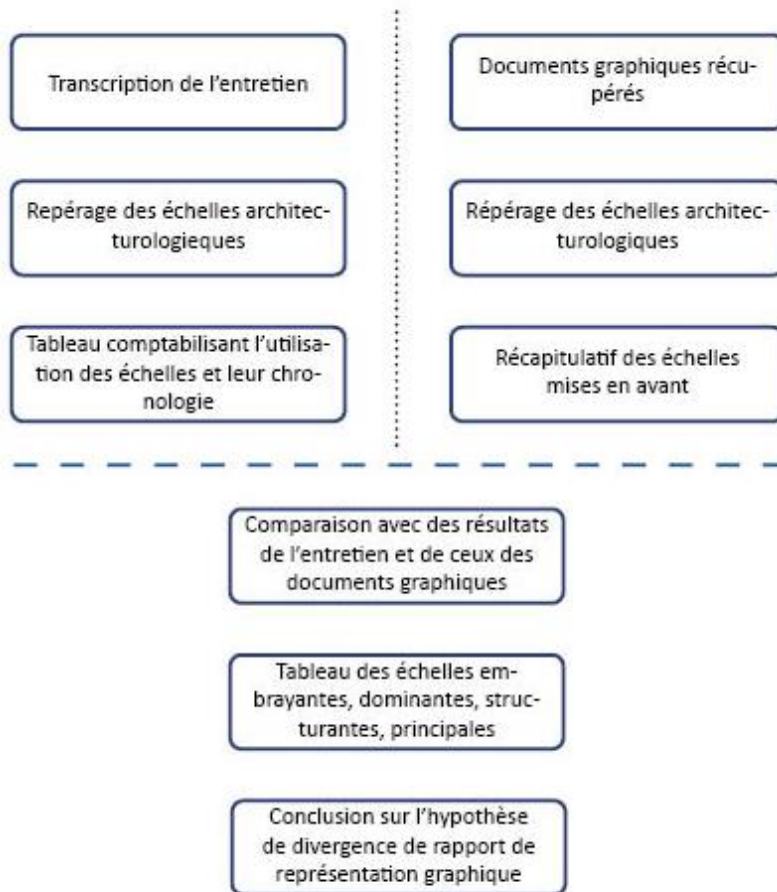 Transcription de l'entretien
Documents graphiques récu-
pérés
Repérage des échelles architec-
turologieques
Répérage des échelles architec-
turologiques
Tableau comptabilisant l'utilisa-
tion des échelles et leur chro-
nologie
Récapitulatif des échelles
mises en avant
Comparaison avec des résultats
de l'entretien et de ceux des
documents graphiques
Tableau des échelles em-
brayantes, dominantes, struc-
turantes, principales
Conclusion sur l'hypothèse
de divergence de rapport de
représentation graphique